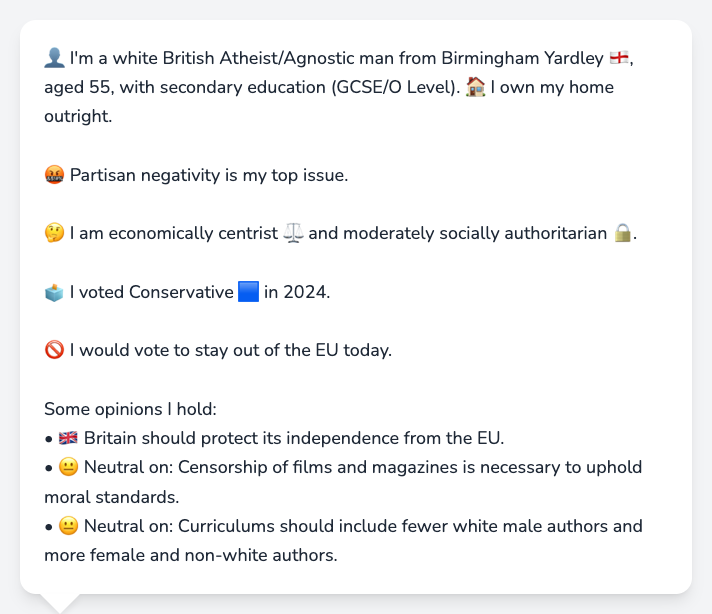 👤 I'm a white British Atheist/Agnostic man from Birmingham Yardley 🏴󠁧󠁢󠁥󠁮󠁧󠁿,
aged 55, with secondary education (GCSE/O Level). 🏠 I own my home
outright.
🤬 Partisan negativity is my top issue.
🤔 I am economically centrist ⚖️ and moderately socially authoritarian 🔒.
🗳️ I voted Conservative 🟦 in 2024.
🚫 I would vote to stay out of the EU today.
Some opinions I hold:
• 🇬🇧 Britain should protect its independence from the EU.
• 😐 Neutral on: Censorship of films and magazines is necessary to uphold
moral standards.
• 😐 Neutral on: Curriculums should include fewer white male authors and
more female and non-white authors.